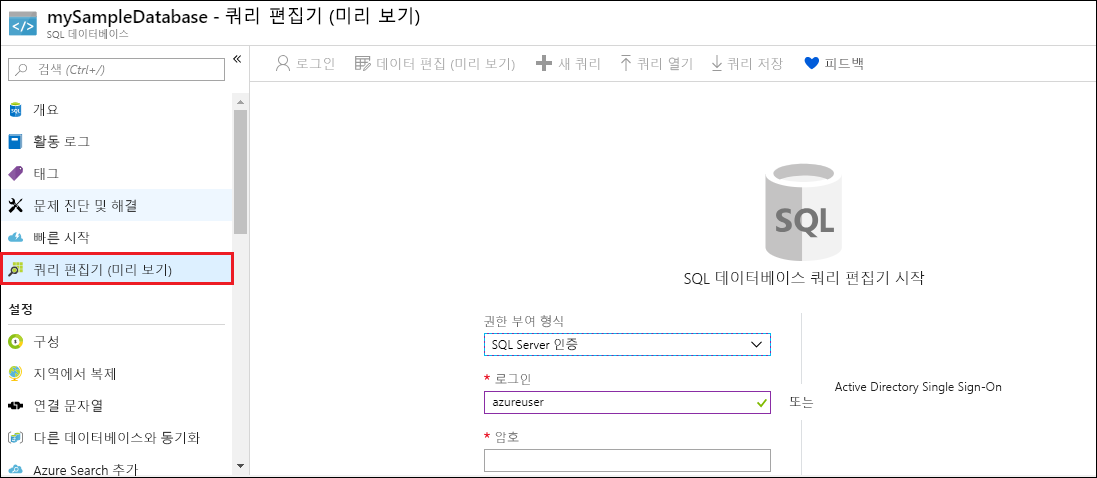 mySampleDatabase - 쿼리 편집기 (미리 보기)
SQL 데이터베이스
검색 (Ctrl+/)
«
로그인 데이터 편집 (미리 보기) 새 쿼리 쿼리 열기 쿼리 저장 피드백
개요
활동 로그
태그
문제 진단 및 해결
빠른 시작
쿼리 편집기 (미리 보기)
설정
구성
지역에서 복제
연결 문자열
다른 데이터베이스와 동기화
Azure Search 추가
SQL
SQL 데이터베이스 쿼리 편집기 시작
권한 부여 형식
SQL Server 인증
* 로그인
azureuser
* 암호
또는
Active Directory Single Sign-On